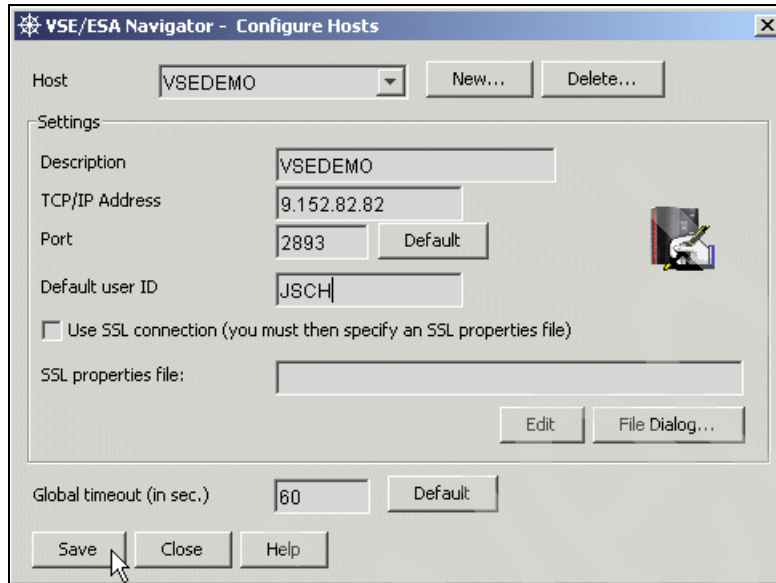 VSE/ESA Navigator - Configure Hosts
Host VSEDEMO New... Delete...
Settings
Description VSEDEMO
TCP/IP Address 9.152.82.82
Port 2893 Default
Default user ID JSCH
Use SSL connection (you must then specify an SSL properties file)
SSL properties file:
Edit File Dialog...
Global timeout (in sec.) 60 Default
Save Close Help